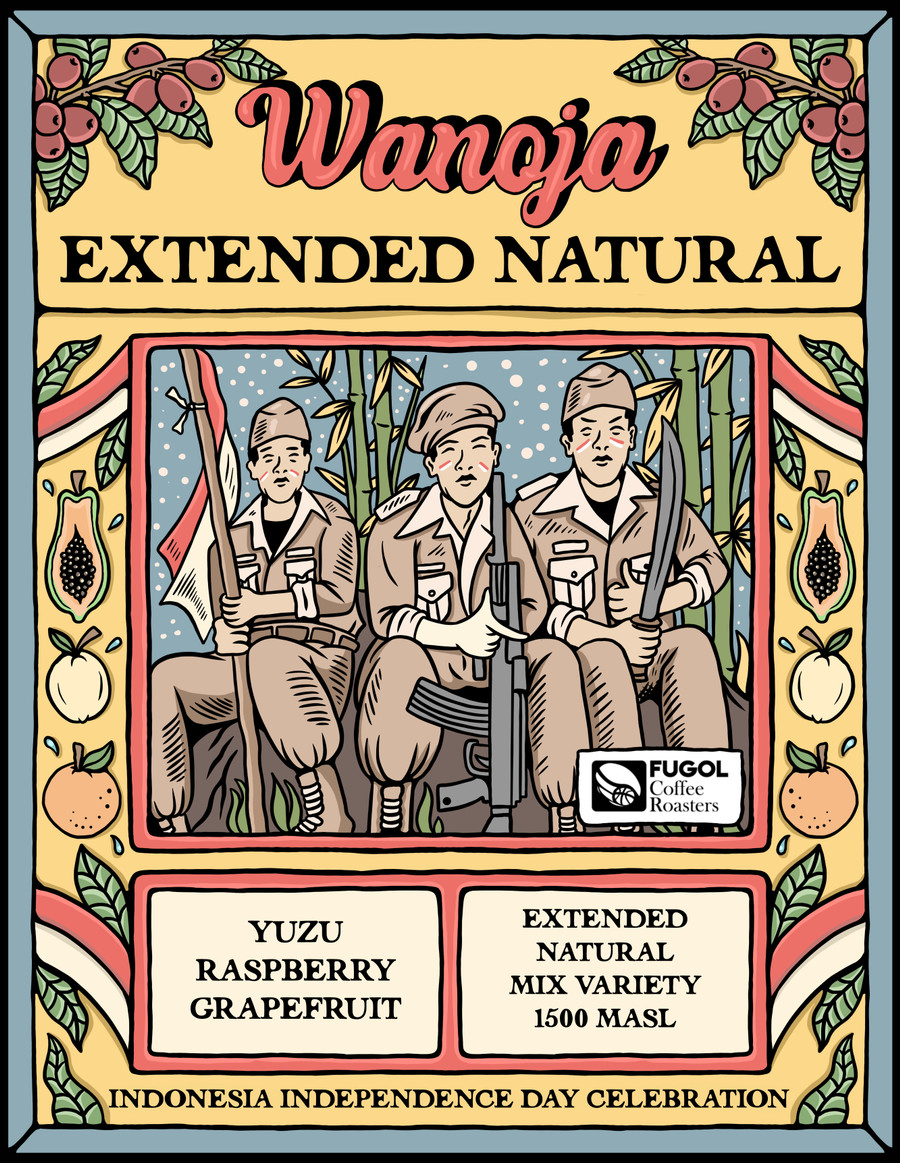 Wanoja
EXTENDED NATURAL
FUGOL
Coffee
Roasters
YUZU
RASPBERRY
GRAPEFRUIT
EXTENDED
NATURAL
MIX VARIETY
1500 MASL
INDONESIA INDEPENDENCE DAY CELEBRATION